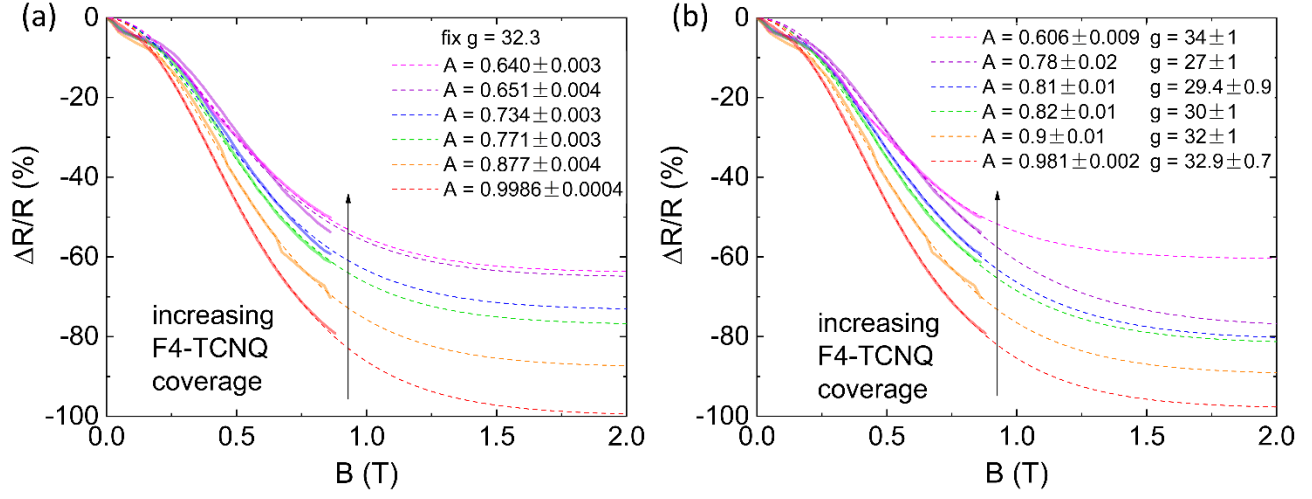 (a)
fix g = 32.3
A = 0.640±0.003
A = 0.651±0.004
A = 0.734±0.003
A = 0.771±0.003
A = 0.877±0.004
A = 0.9986±0.0004
increasing
F4-TCNQ
coverage
ΔR/R (%)
0
-20
-40
-60
-80
-100
0.0 0.5 1.0 1.5 2.0
B (T)
(b)
A = 0.606±0.009 g = 34±1
A = 0.78±0.02 g = 27±1
A = 0.81±0.01 g = 29.4±0.9
A = 0.82±0.01 g = 30±1
A = 0.9±0.01 g = 32±1
A = 0.981±0.002 g = 32.9±0.7
increasing
F4-TCNQ
coverage
ΔR/R (%)
0
-20
-40
-60
-80
-100
0.0 0.5 1.0 1.5 2.0
B (T)